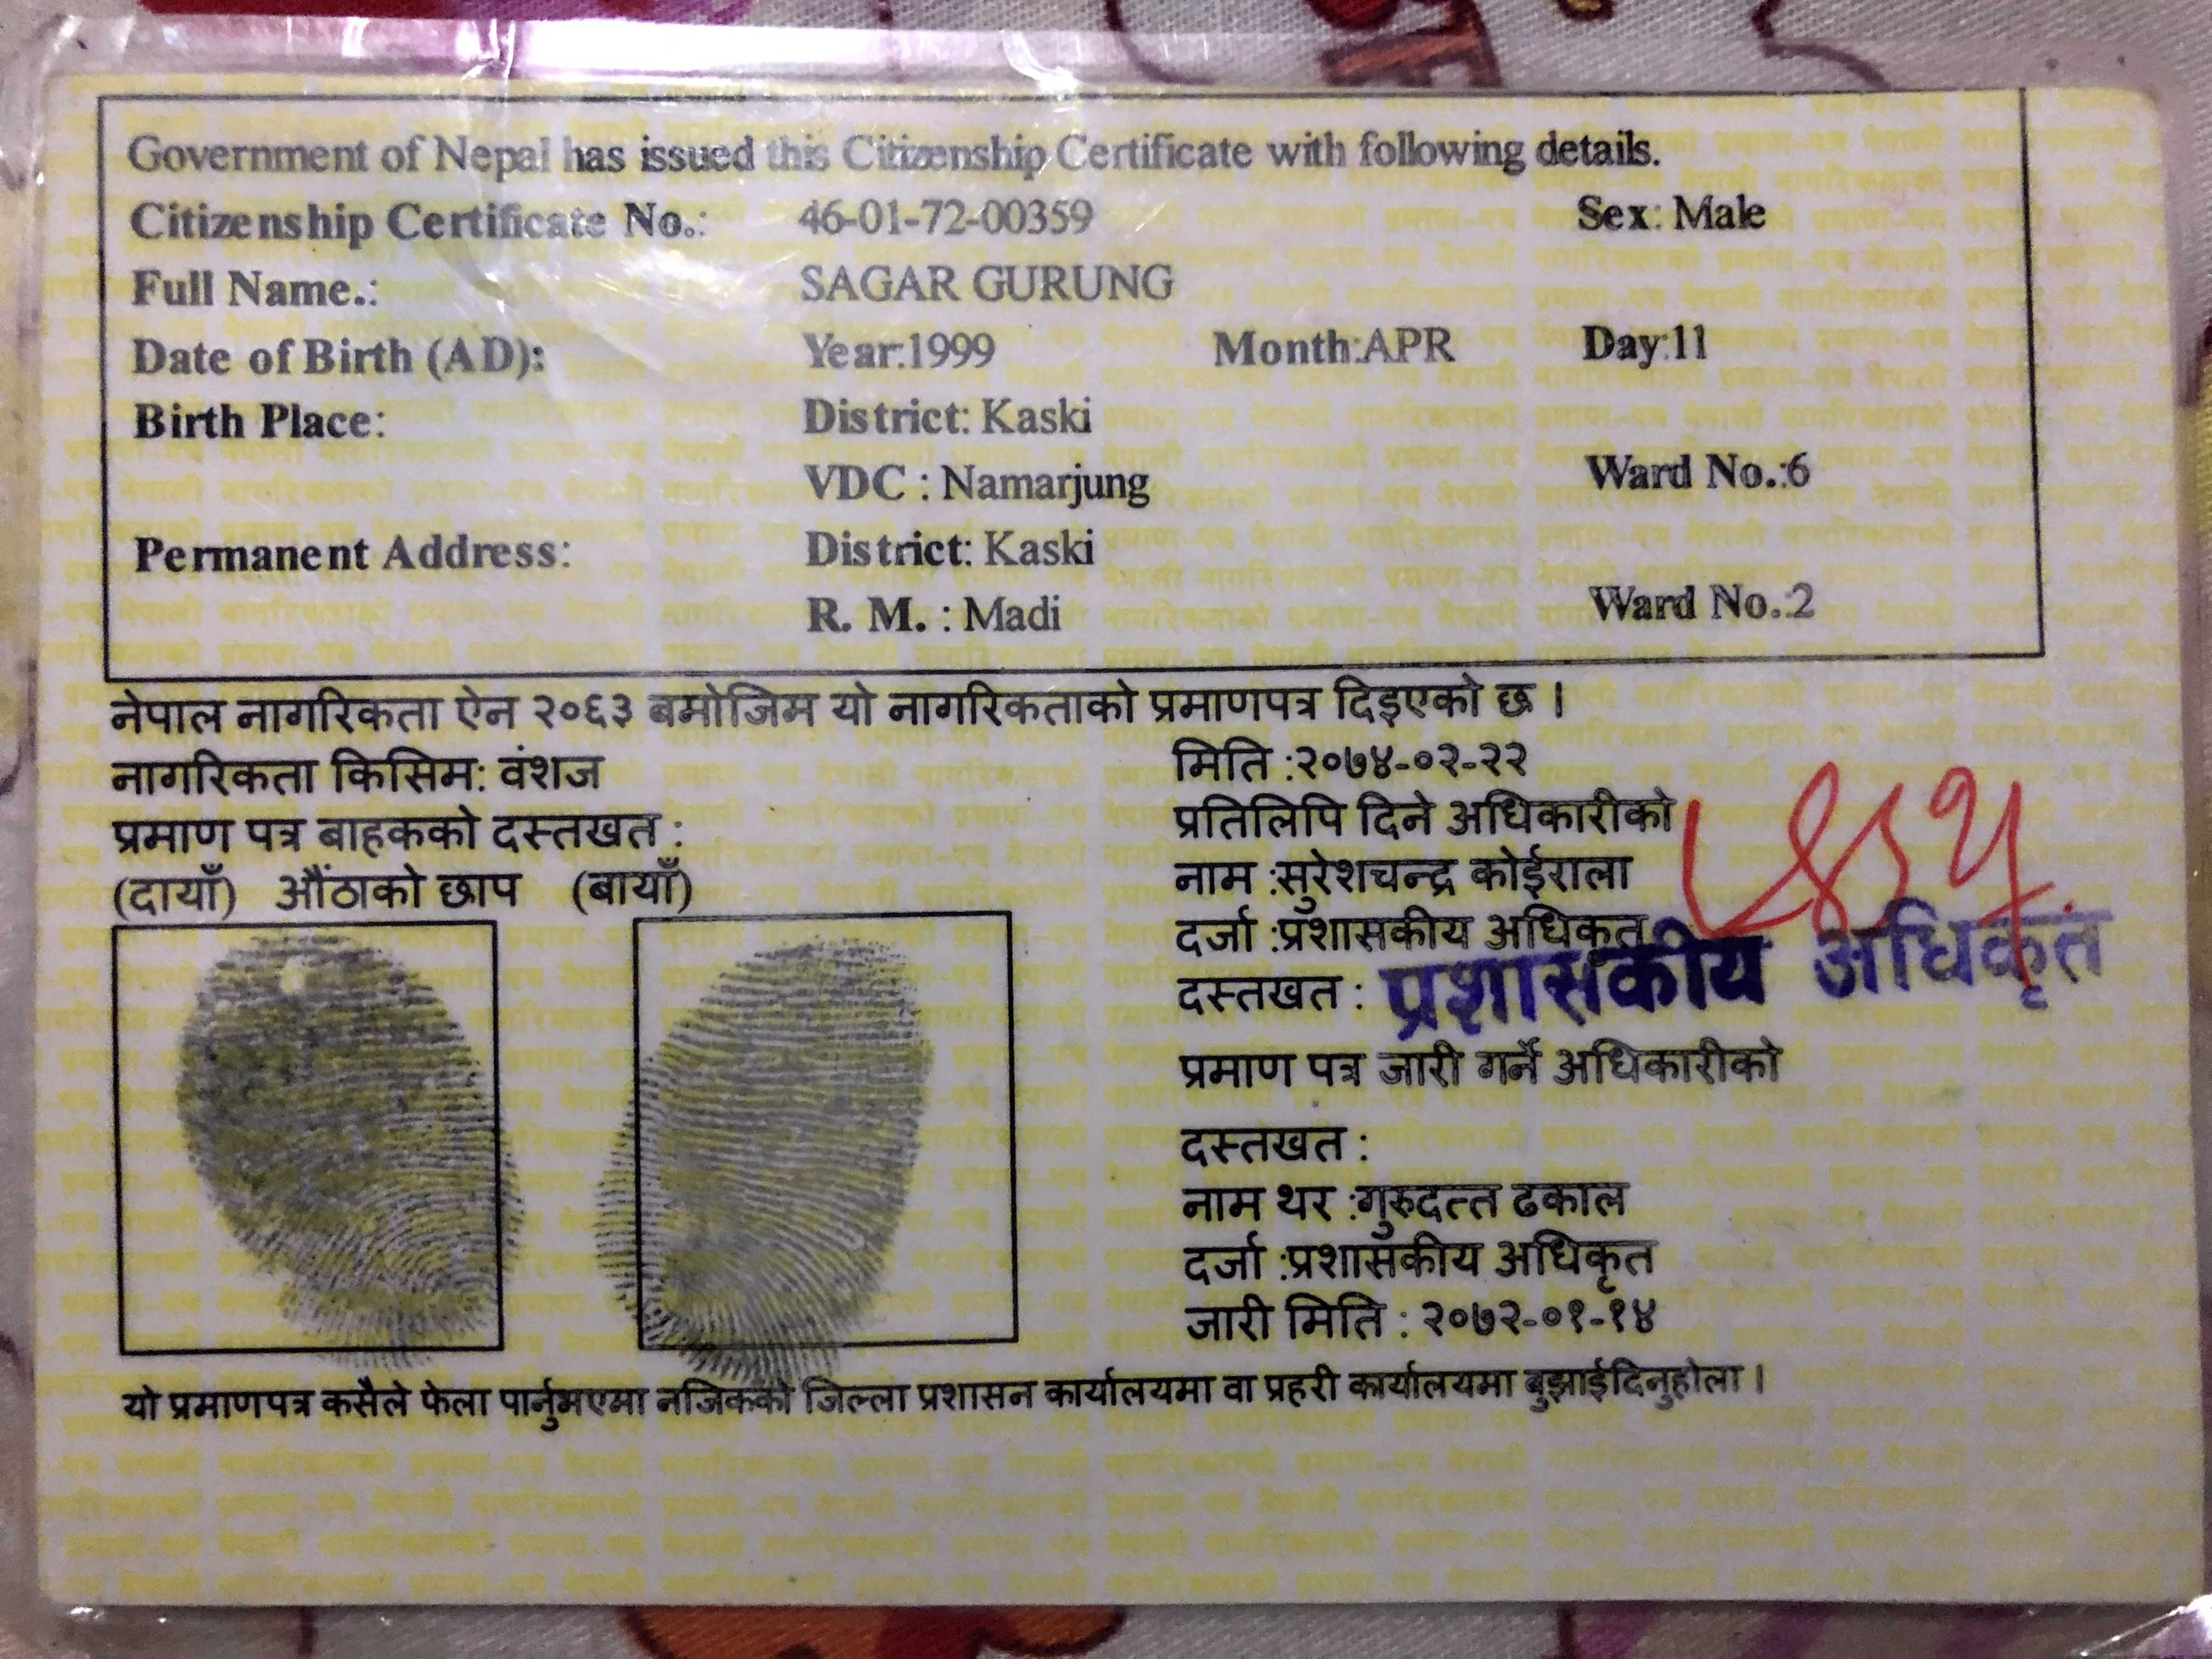 Government of Nepal has issued this Citizenship Certificate with following details.
Citizenship Certificate No.: 46-01-72-00359 Sex: Male
Full Name.: SAGAR GURUNG
Date of Birth (AD): Year:1999 Month:APR Day:11
Birth Place: District: Kaski
VDC : Namarjung Ward No.:6
Permanent Address: District: Kaski
R. M. : Madi Ward No.:2
नेपाल नागरिकता ऐन २०६३ बमोजिम यो नागरिकताको प्रमाणपत्र दिइएको छ ।
नागरिकता किसिम: वंशज
प्रमाण पत्र बाहकको दस्तखत :
(दायाँ) औंठाको छाप (बायाँ)
मिति :२०७४-०२-२२
प्रतिलिपि दिने अधिकारीको
नाम :सुरेशचन्द्र कोईराला
दर्जा :प्रशासकीय अधिकृत
दस्तखत : प्रशासकीय अधिकृत
प्रमाण पत्र जारी गर्ने अधिकारीको
दस्तखत :
नाम थर :गुरुदत्त ढकाल
दर्जा :प्रशासकीय अधिकृत
जारी मिति : २०७२-०१-१४
यो प्रमाणपत्र कसैले फेला पार्नुभएमा नजिकको जिल्ला प्रशासन कार्यालयमा वा प्रहरी कार्यालयमा बुझाईदिनुहोला ।